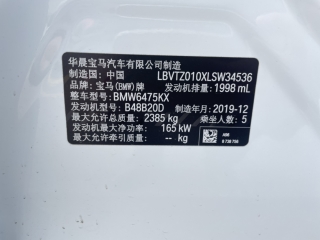 华晨宝马汽车有限公司制造
制造国: 中国 LBVTZ010XLSW34536
品牌: 宝马(BMW)牌 发动机排量: 1998 mL
整车型号: BMW6475KX
发动机型号: B48B20D 制造年月: 2019-12
最大允许总质量: 2385 kg 乘坐人数: 5
最大净功率: 165 kW
最大允许牵引质量: -- kg